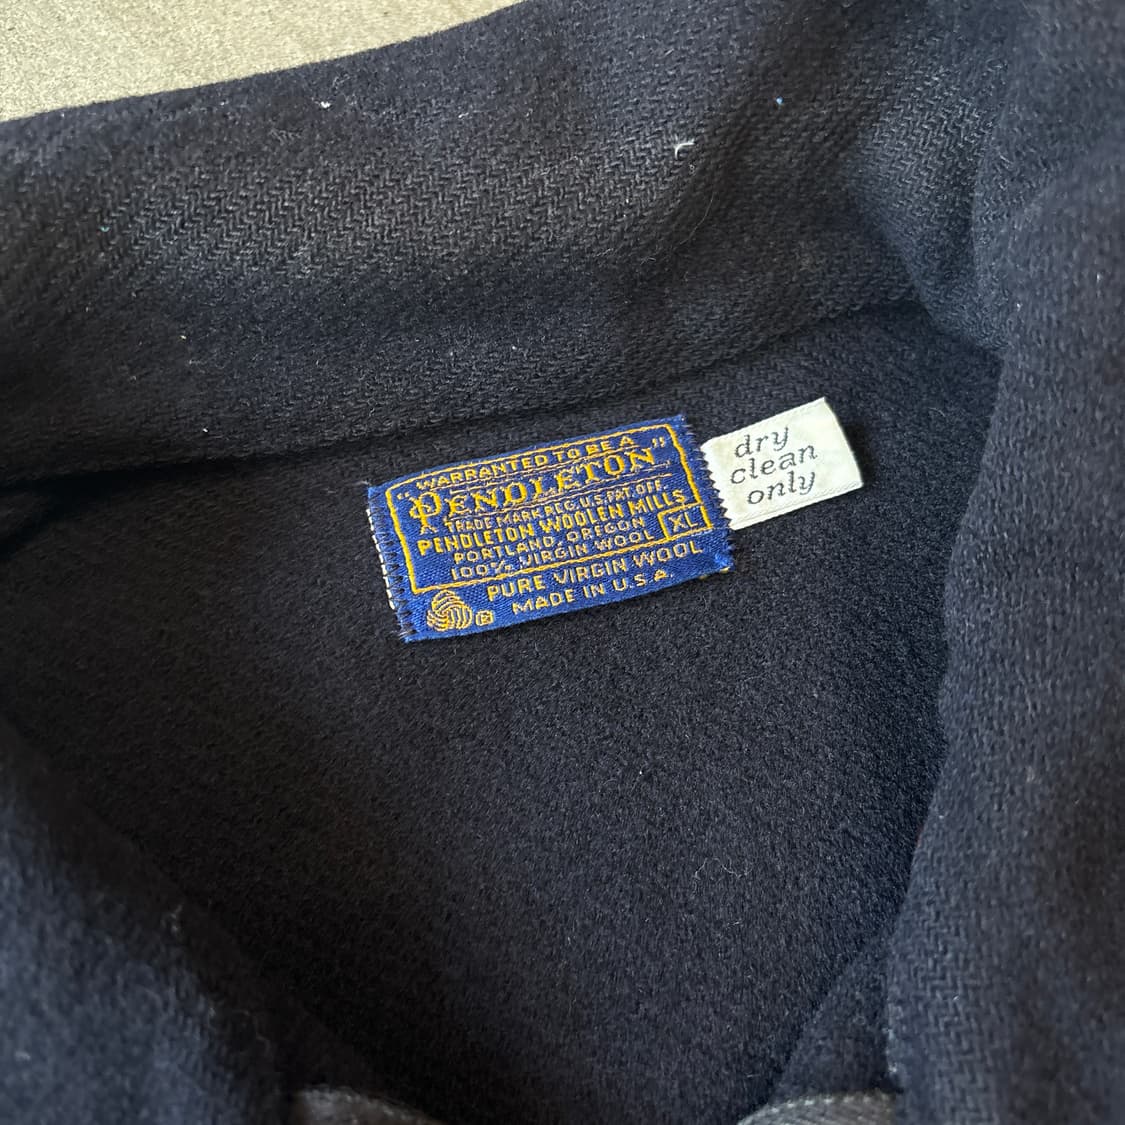 "WARRANTED TO BE A
PENDLETON"
TRADE MARK REG. U.S. PAT. OFF.
PENDLETON WOOLEN MILLS
PORTLAND, OREGON
100% VIRGIN WOOL
XL
PURE VIRGIN WOOL
MADE IN U.S.A.
®
dry
clean
only